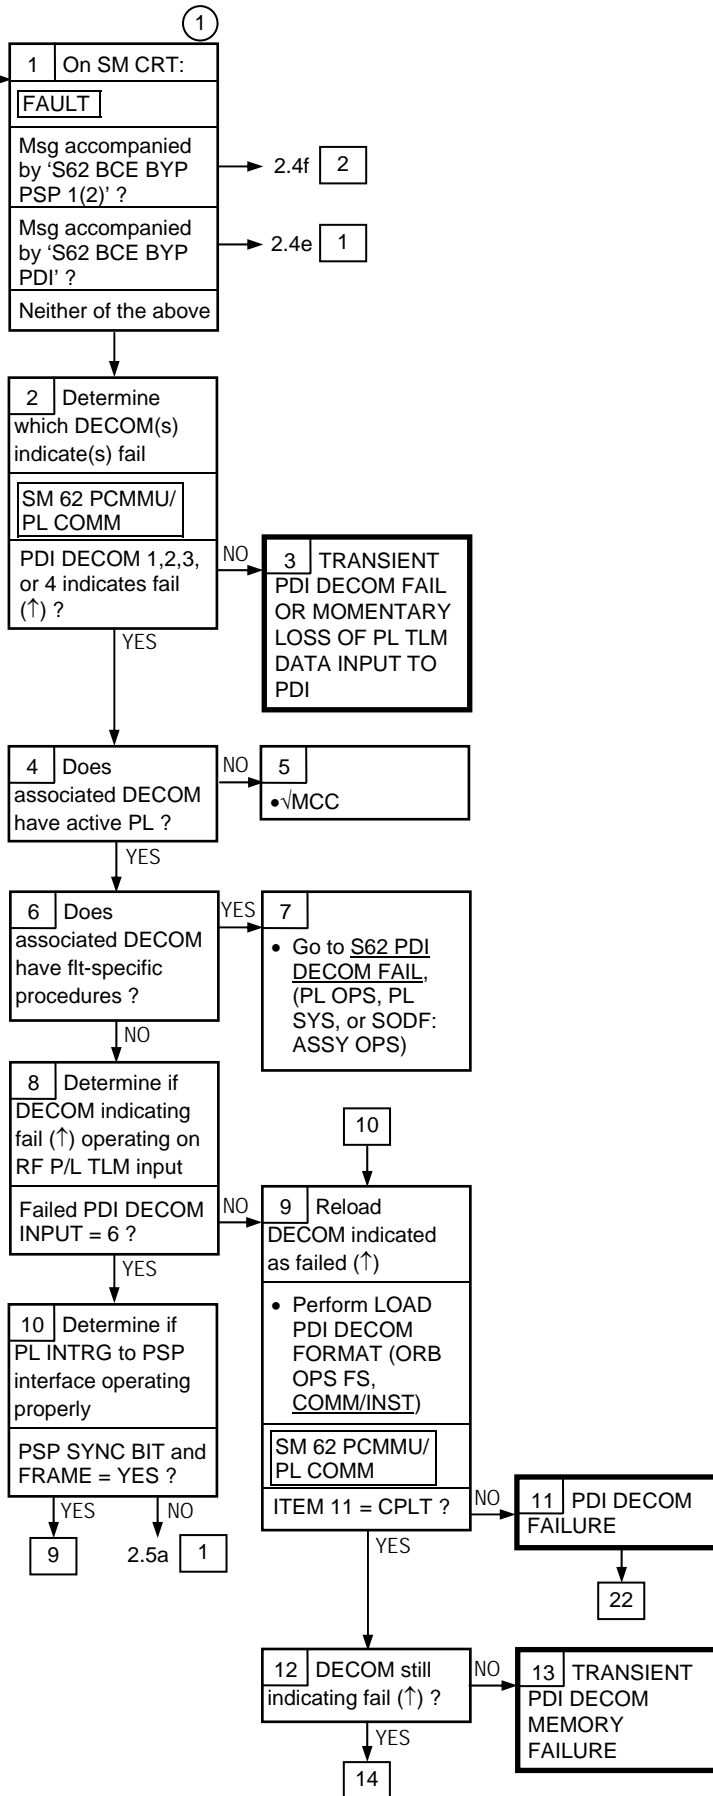 1
1 On SM CRT:
FAULT
Msg accompanied
by ‘S62 BCE BYP
PSP 1(2)’ ?
2.4f 2
Msg accompanied
by ‘S62 BCE BYP
PDI’ ?
2.4e 1
Neither of the above
2 Determine
which DECOM(s)
indicate(s) fail
SM 62 PCMMU/
PL COMM
PDI DECOM 1,2,3,
or 4 indicates fail
(↑) ?
NO
YES
3 TRANSIENT
PDI DECOM FAIL
OR MOMENTARY
LOSS OF PL TLM
DATA INPUT TO
PDI
4 Does
associated DECOM
have active PL ?
NO
YES
5
•√MCC
6 Does
associated DECOM
have flt-specific
procedures ?
YES
NO
7
• Go to S62 PDI
DECOM FAIL,
(PL OPS, PL
SYS, or SODF:
ASSY OPS)
8 Determine if
DECOM indicating
fail (↑) operating on
RF P/L TLM input
Failed PDI DECOM
INPUT = 6 ?
NO
YES
10
9 Reload
DECOM indicated
as failed (↑)
• Perform LOAD
PDI DECOM
FORMAT (ORB
OPS FS,
COMM/INST)
SM 62 PCMMU/
PL COMM
ITEM 11 = CPLT ?
NO
YES
10 Determine if
PL INTRG to PSP
interface operating
properly
PSP SYNC BIT and
FRAME = YES ?
YES
NO
9
2.5a 1
11 PDI DECOM
FAILURE
22
12 DECOM still
indicating fail (↑) ?
NO
YES
13 TRANSIENT
PDI DECOM
MEMORY
FAILURE
14